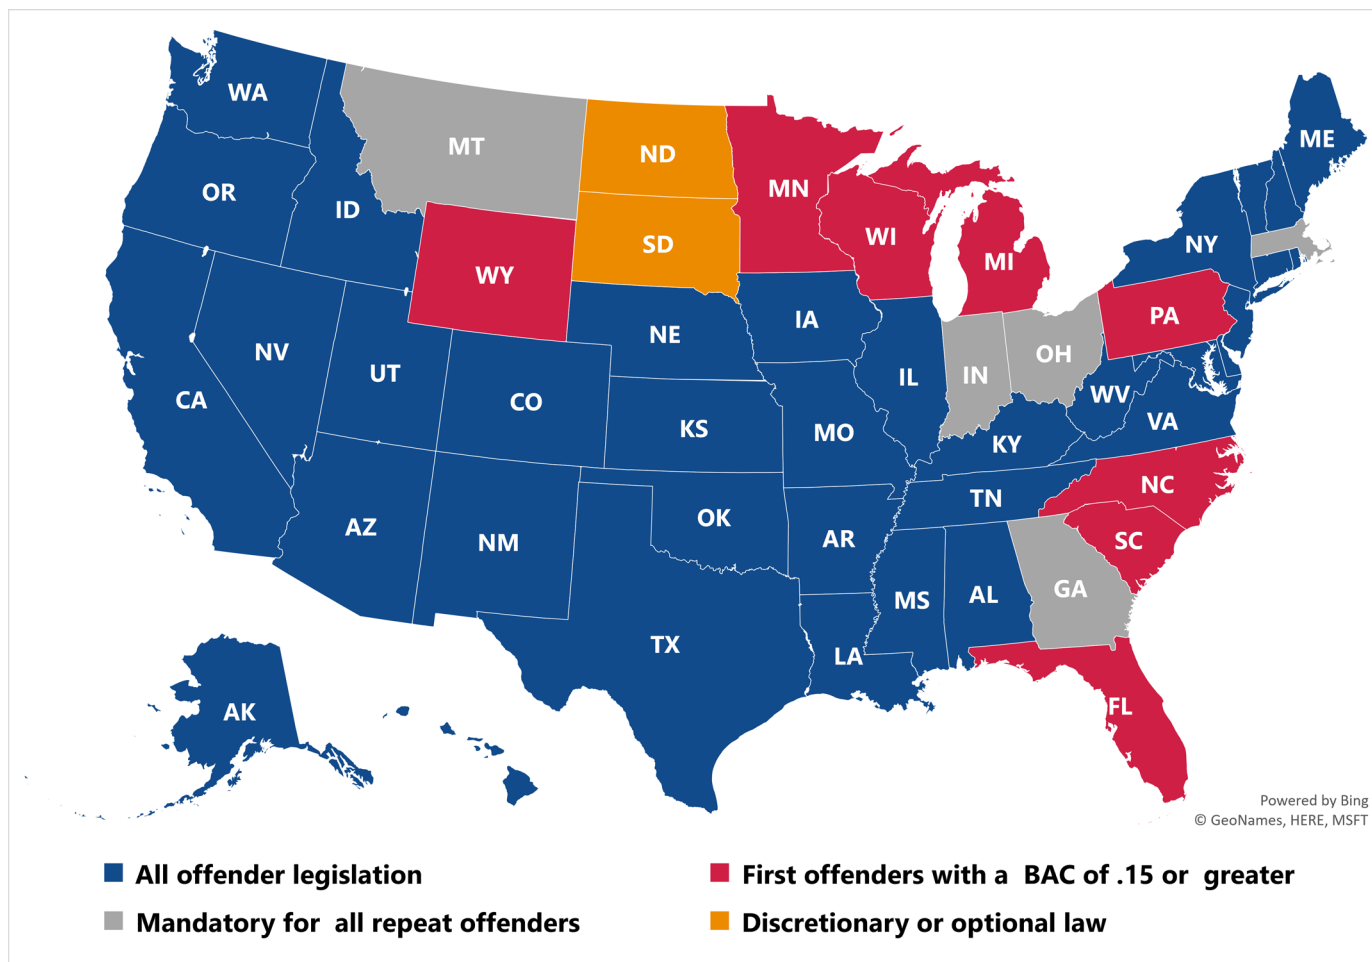 WA
ME
MT
ND
MN
OR
ID
SD
WI
NY
MI
WY
PA
IA
NE
NV
OH
UT
IN
IL
CO
WV
CA
VA
KS
MO
KY
NC
TN
OK
AZ
AR
NM
SC
GA
MS
AL
TX
LA
FL
AK
Powered by Bing
© GeoNames, HERE, MSFT
All offender legislation
First offenders with a BAC of .15 or greater
Mandatory for all repeat offenders
Discretionary or optional law